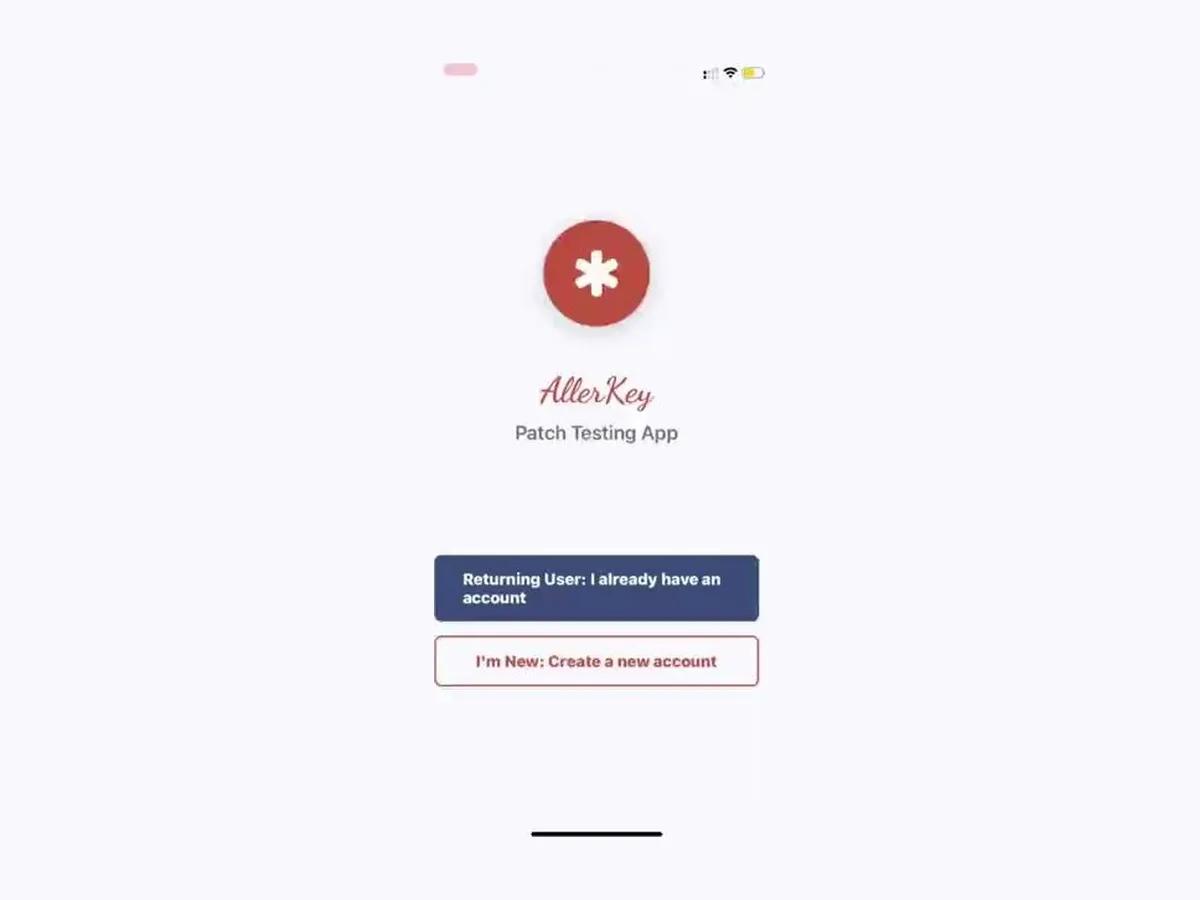 AllerKey
Patch Testing App
Returning User: I already have an
account
I'm New: Create a new account